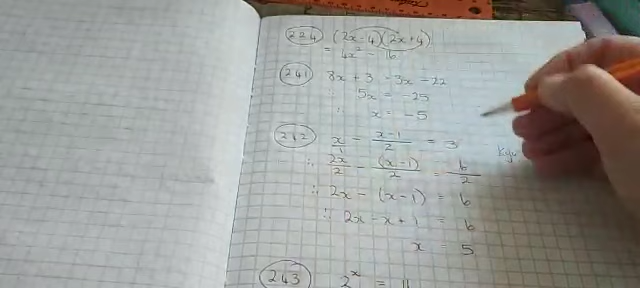 224 (2x-4)(2x+4)
= 4x² - 16
241 8x + 3 - 3x - 22
∴ 5x = -25
∴ x = -5
242 x/1 - (x-1)/2 = 3
∴ 2x/2 - (x-1)/2 = 6/2
∴ 2x - (x-1) = 6
∴ 2x - x + 1 = 6
x = 5
243 2^x =